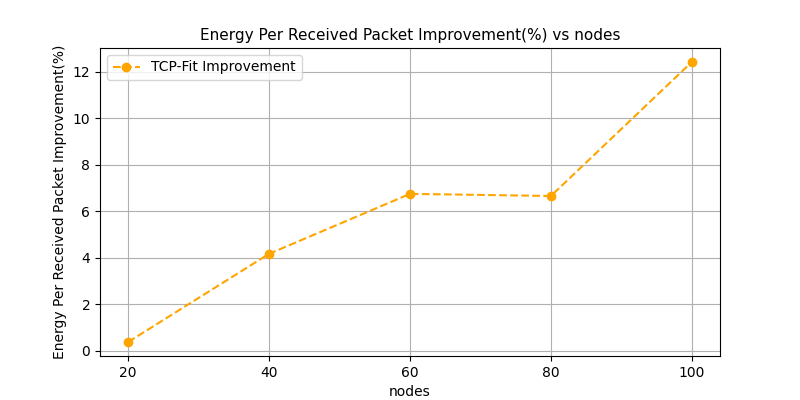 Energy Per Received Packet Improvement(%) vs nodes
Energy Per Received Packet Improvement(%)
TCP-Fit Improvement
12
10
8
6
4
2
0
20 40 60 80 100
nodes